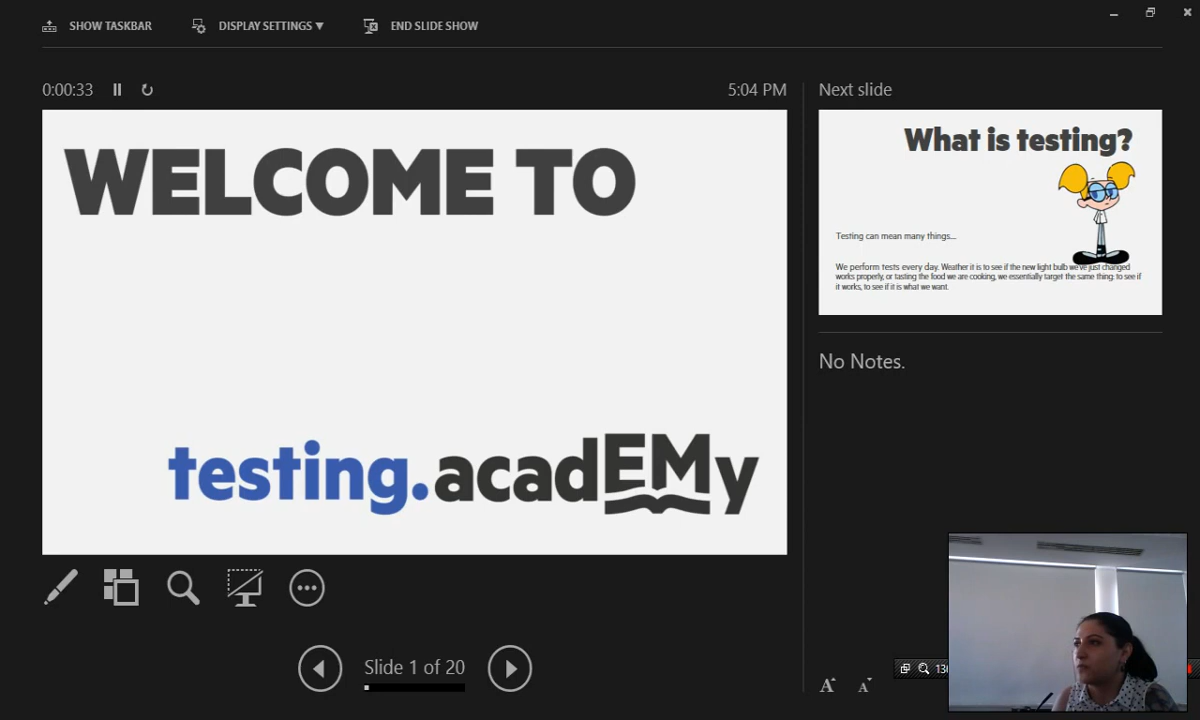 SHOW TASKBAR
DISPLAY SETTINGS ▼
END SLIDE SHOW
0:00:33
5:04 PM
WELCOME TO
testing.acadEMy
Next slide
What is testing?
Testing can mean many things...
We perform tests every day. Weather it is to see if the new light bulb we've just changed
works properly, or tasting the food we are cooking, we essentially target the same thing: to see if
it works, to see if it is what we want.
No Notes.
Slide 1 of 20
A
A